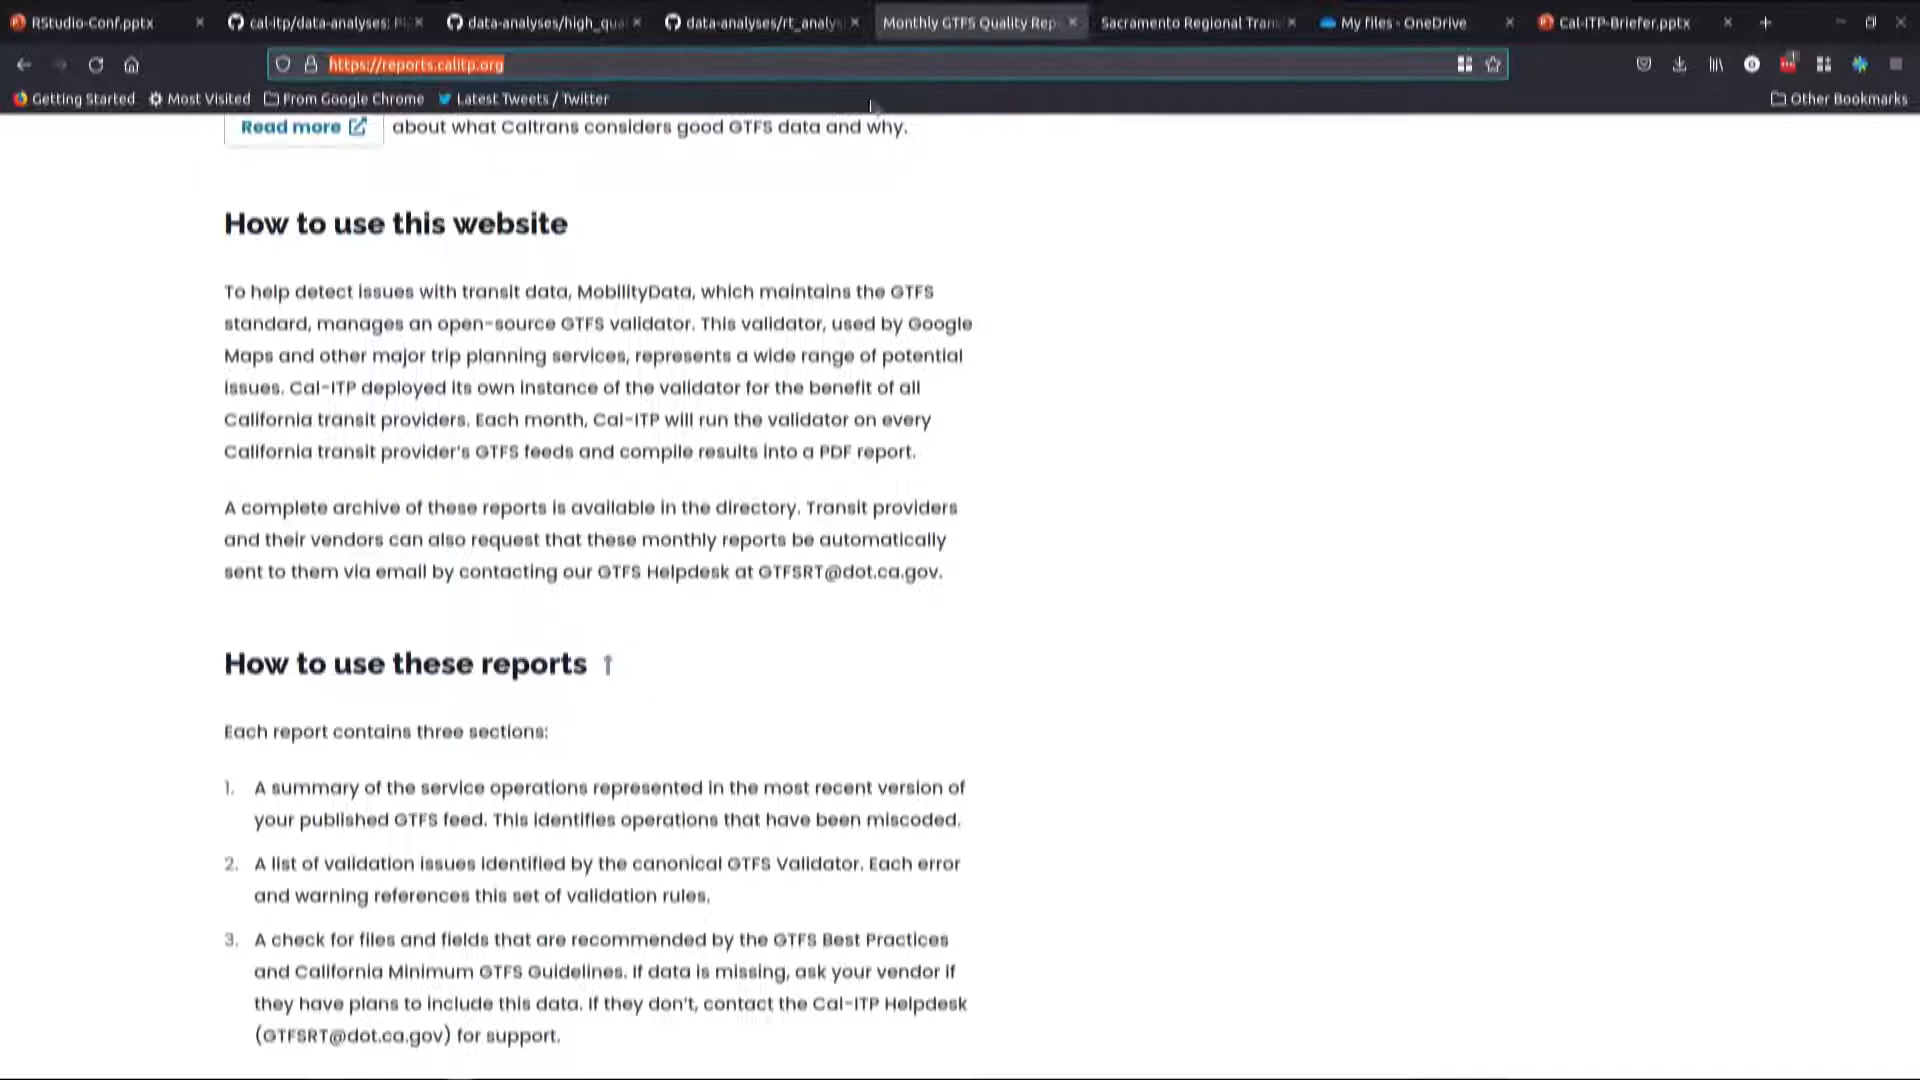 RStudio-Conf.pptx
cal-itp/data-analyses:
data-analyses/high_qua
data-analyses/rt_analys
Monthly GTFS Quality Rep
Sacramento Regional Tran
My files - OneDrive
Cal-ITP-Briefer.pptx
https://reports.calitp.org
Getting Started
Most Visited
From Google Chrome
Latest Tweets / Twitter
Other Bookmarks
Read more about what Caltrans considers good GTFS data and why.
How to use this website
To help detect issues with transit data, MobilityData, which maintains the GTFS
standard, manages an open-source GTFS validator. This validator, used by Google
Maps and other major trip planning services, represents a wide range of potential
issues. Cal-ITP deployed its own instance of the validator for the benefit of all
California transit providers. Each month, Cal-ITP will run the validator on every
California transit provider's GTFS feeds and compile results into a PDF report.
A complete archive of these reports is available in the directory. Transit providers
and their vendors can also request that these monthly reports be automatically
sent to them via email by contacting our GTFS Helpdesk at GTFSRT@dot.ca.gov.
How to use these reports ↑
Each report contains three sections:
1. A summary of the service operations represented in the most recent version of
your published GTFS feed. This identifies operations that have been miscoded.
2. A list of validation issues identified by the canonical GTFS Validator. Each error
and warning references this set of validation rules.
3. A check for files and fields that are recommended by the GTFS Best Practices
and California Minimum GTFS Guidelines. If data is missing, ask your vendor if
they have plans to include this data. If they don't, contact the Cal-ITP Helpdesk
(GTFSRT@dot.ca.gov) for support.